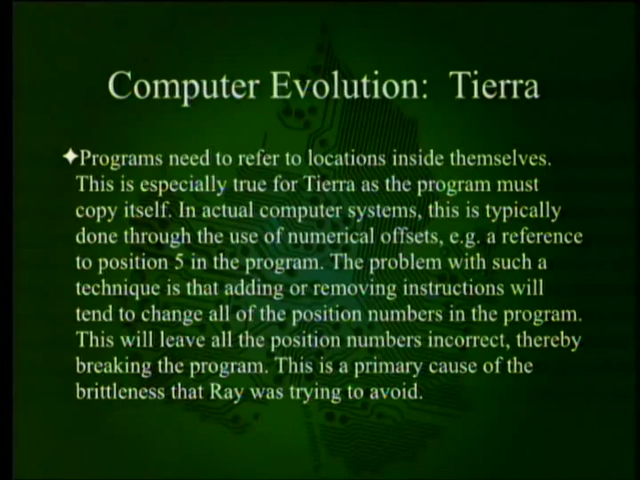 Computer Evolution: Tierra
Programs need to refer to locations inside themselves.
This is especially true for Tierra as the program must
copy itself. In actual computer systems, this is typically
done through the use of numerical offsets, e.g. a reference
to position 5 in the program. The problem with such a
technique is that adding or removing instructions will
tend to change all of the position numbers in the program.
This will leave all the position numbers incorrect, thereby
breaking the program. This is a primary cause of the
brittleness that Ray was trying to avoid.